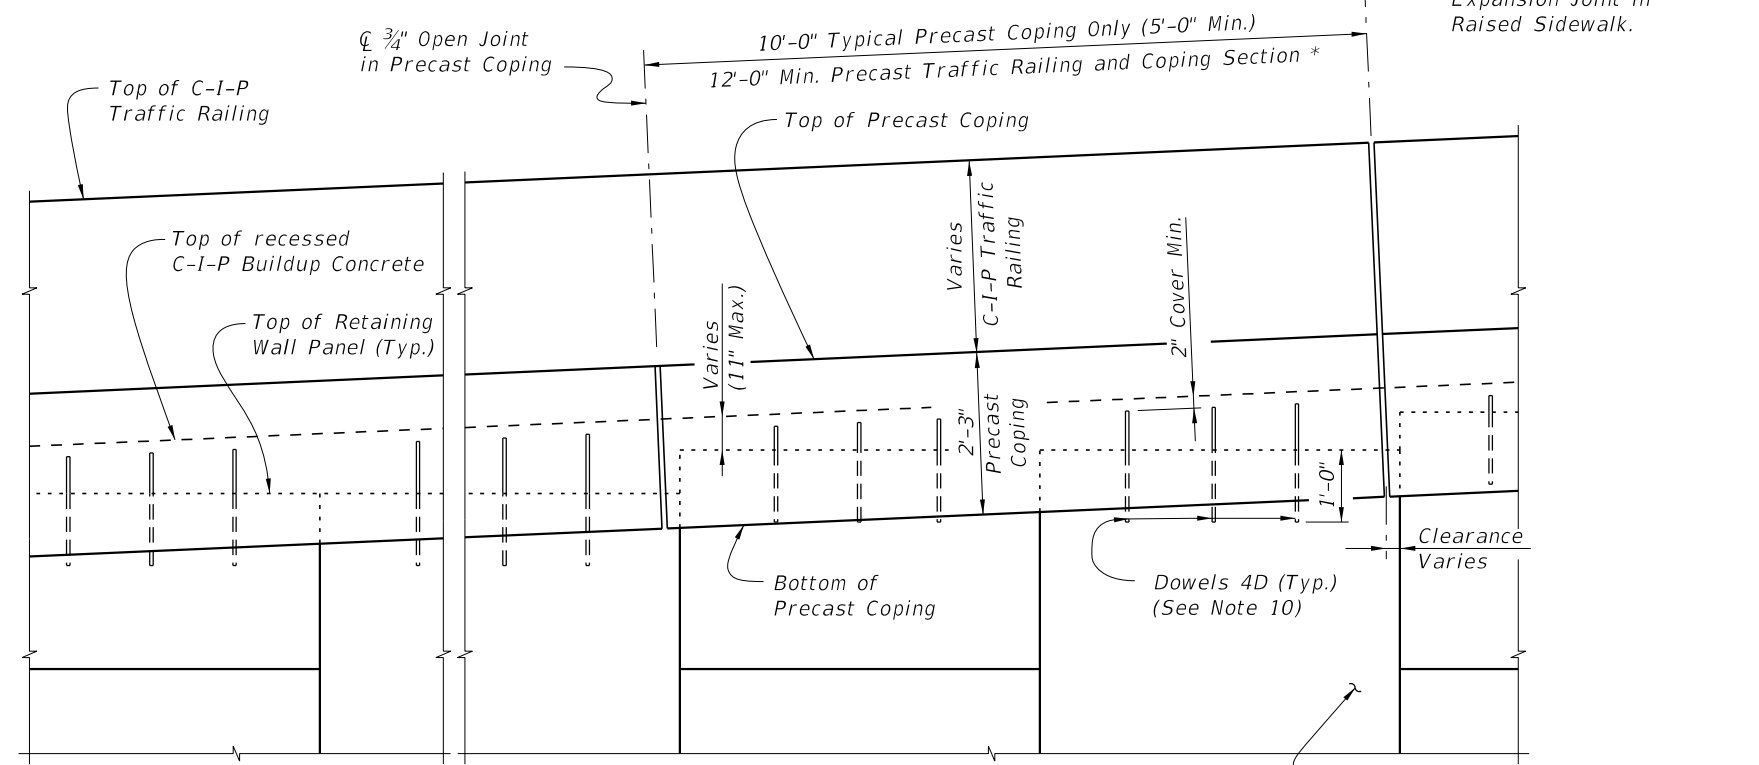 Expansion Joint in
Raised Sidewalk.
℄ ¾" Open Joint
in Precast Coping
10'-0" Typical Precast Coping Only (5'-0" Min.)
12'-0" Min. Precast Traffic Railing and Coping Section *
Top of C-I-P
Traffic Railing
Top of Precast Coping
Top of recessed
C-I-P Buildup Concrete
Varies
C-I-P Traffic
Railing
2" Cover Min.
Top of Retaining
Wall Panel (Typ.)
Varies
(11" Max.)
2'-3"
Precast
Coping
1'-0"
Clearance
Varies
Bottom of
Precast Coping
Dowels 4D (Typ.)
(See Note 10)